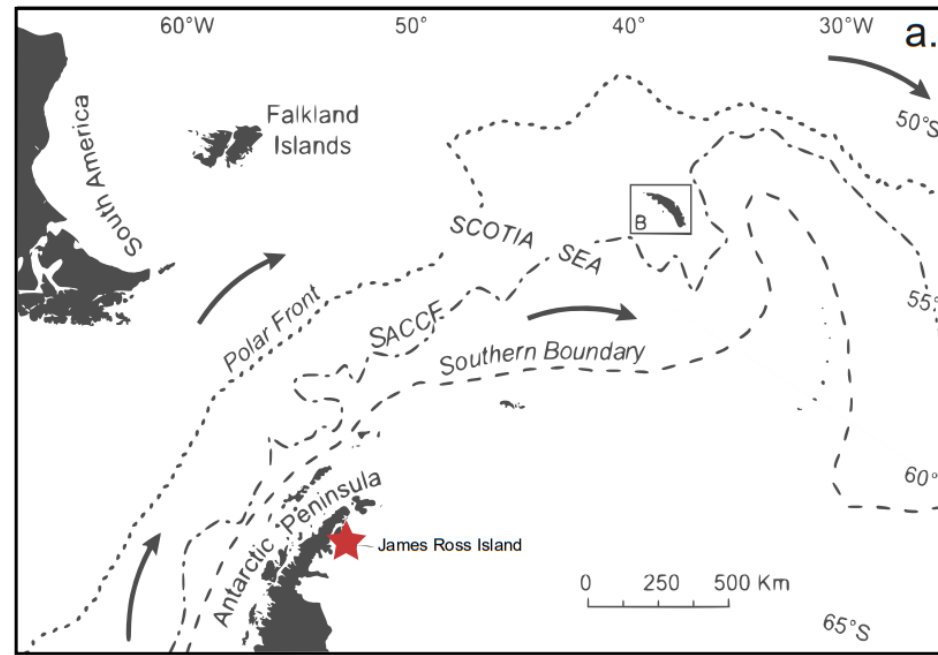 60°W
50°
40°
30°W
a.
50°S
South America
Falkland
Islands
B
SCOTIA
SEA
55°
Polar Front
SACCF
Southern Boundary
60°
Antarctic Peninsula
James Ross Island
0 250 500 Km
65°S